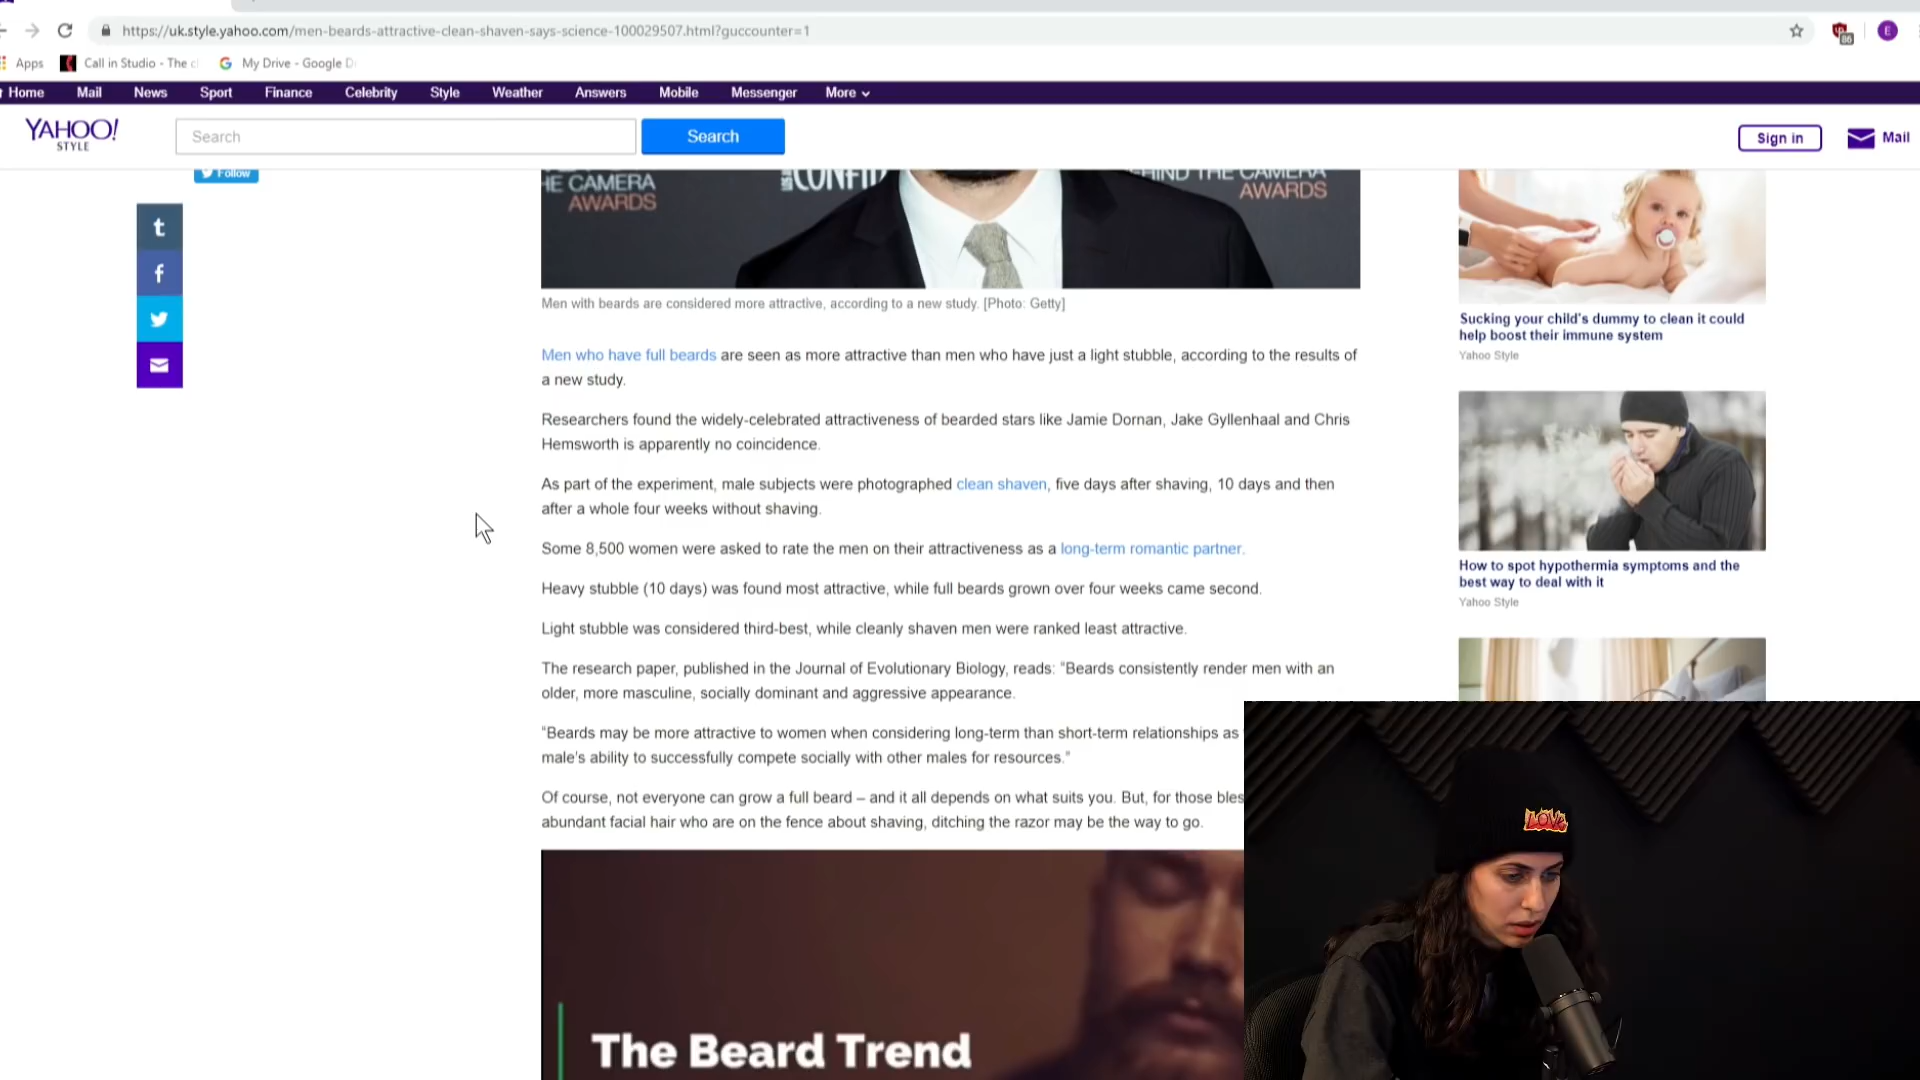 https://uk.style.yahoo.com/men-beards-attractive-clean-shaven-says-science-100029507.html?guccounter=1
86
E
Apps
Call in Studio - The
My Drive - Google
Home Mail News Sport Finance Celebrity Style Weather Answers Mobile Messenger More
YAHOO!
STYLE
Search
Search
Sign in
Mail
Follow
HE CAMERA
AWARDS
AWARDS
t
f
Men with beards are considered more attractive, according to a new study. [Photo: Getty]
Men who have full beards are seen as more attractive than men who have just a light stubble, according to the results of
a new study.
Researchers found the widely-celebrated attractiveness of bearded stars like Jamie Dornan, Jake Gyllenhaal and Chris
Hemsworth is apparently no coincidence.
As part of the experiment, male subjects were photographed clean shaven, five days after shaving, 10 days and then
after a whole four weeks without shaving.
Some 8,500 women were asked to rate the men on their attractiveness as a long-term romantic partner.
Heavy stubble (10 days) was found most attractive, while full beards grown over four weeks came second.
Light stubble was considered third-best, while cleanly shaven men were ranked least attractive.
The research paper, published in the Journal of Evolutionary Biology, reads: “Beards consistently render men with an
older, more masculine, socially dominant and aggressive appearance.
“Beards may be more attractive to women when considering long-term than short-term relationships as
male’s ability to successfully compete socially with other males for resources.”
Of course, not everyone can grow a full beard – and it all depends on what suits you. But, for those bles
abundant facial hair who are on the fence about shaving, ditching the razor may be the way to go.
The Beard Trend
Sucking your child's dummy to clean it could
help boost their immune system
Yahoo Style
How to spot hypothermia symptoms and the
best way to deal with it
Yahoo Style
LOVE